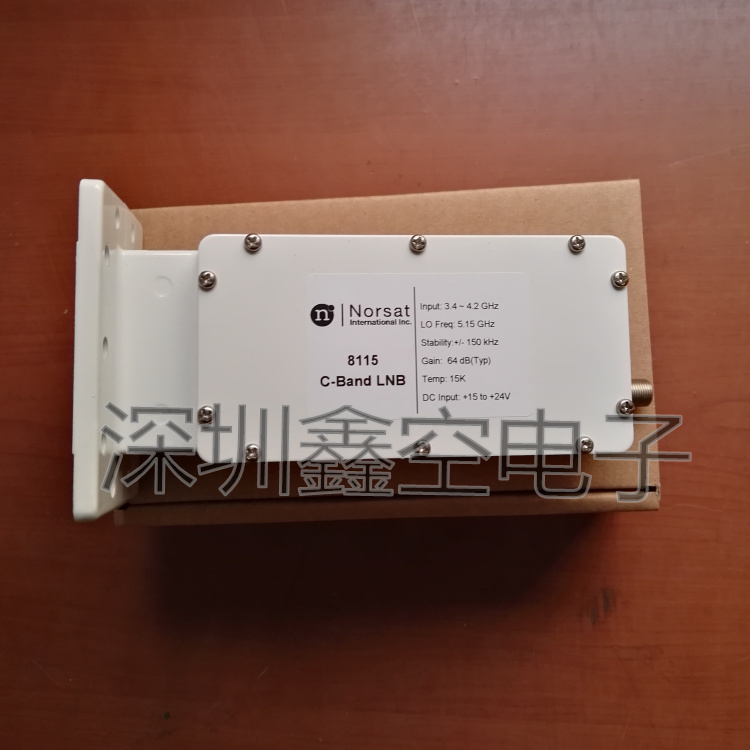 n
Norsat
International Inc.
8115
C-Band LNB
Input: 3.4 ~ 4.2 GHz
LO Freq: 5.15 GHz
Stability:+/- 150 kHz
Gain: 64 dB(Typ)
Temp: 15K
DC Input: +15 to +24V
深圳鑫空电子